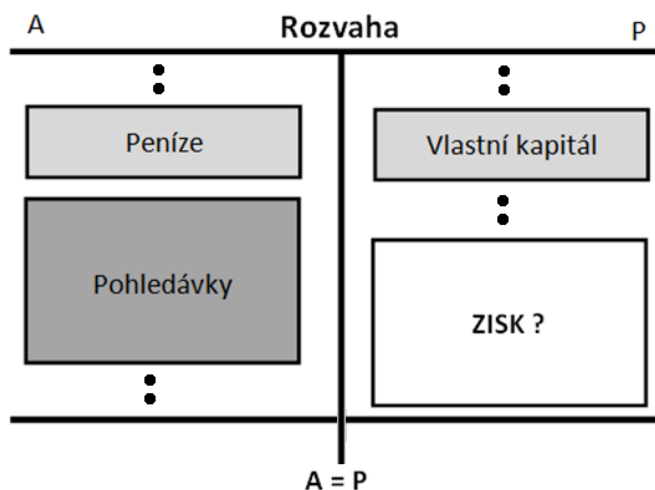 A Rozvaha P
Peníze
Vlastní kapitál
Pohledávky
ZISK ?
A = P